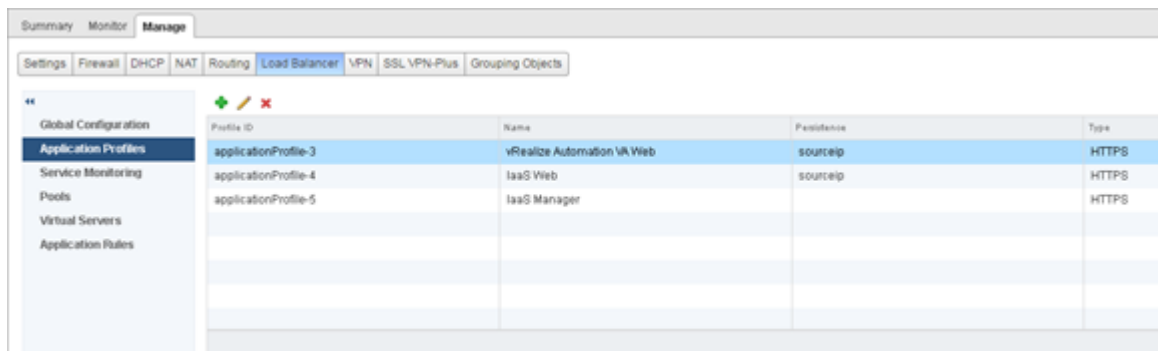 Summary Monitor Manage
Settings Firewall DHCP NAT Routing Load Balancer VPN SSL VPN-Plus Grouping Objects
Global Configuration
Application Profiles
Service Monitoring
Pools
Virtual Servers
Application Rules
Profile ID Name Persistence Type
applicationProfile-3 vRealize Automation VA Web sourceip HTTPS
applicationProfile-4 IaaS Web sourceip HTTPS
applicationProfile-5 IaaS Manager HTTPS